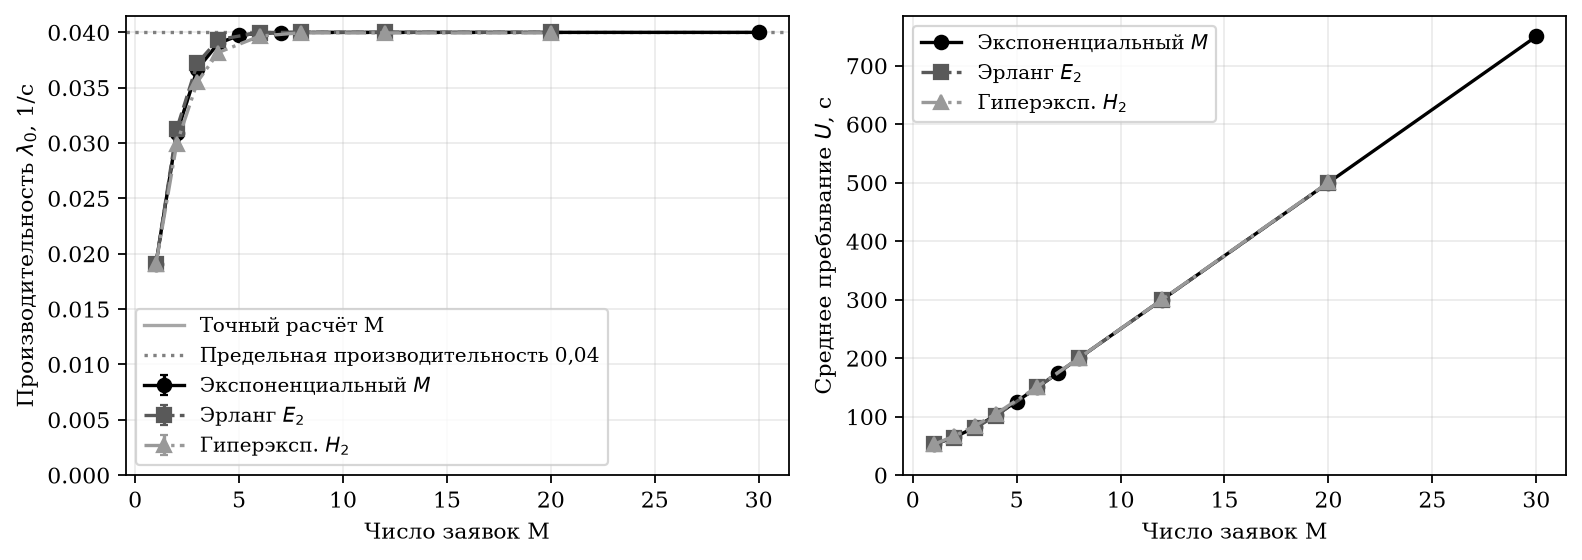 Производительность λ₀, 1/с
0.040
0.035
0.030
0.025
0.020
0.015
0.010
0.005
0.000
Точный расчёт М
Предельная производительность 0,04
Экспоненциальный M
Эрланг E₂
Гиперэксп. H₂
0 5 10 15 20 25 30
Число заявок М
Среднее пребывание U, с
700
600
500
400
300
200
100
0
Экспоненциальный M
Эрланг E₂
Гиперэксп. H₂
0 5 10 15 20 25 30
Число заявок М